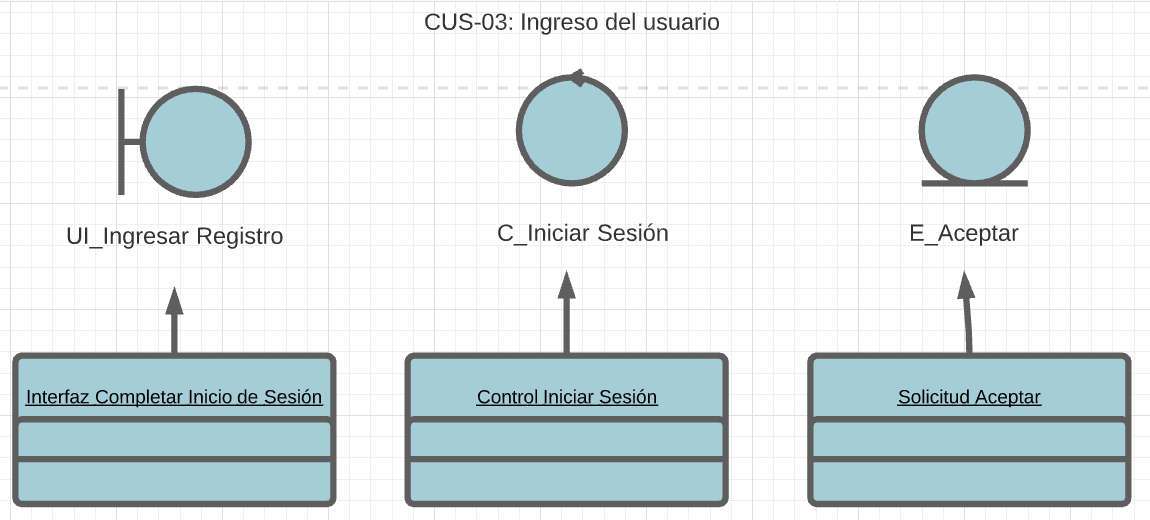 CUS-03: Ingreso del usuario
UI_Ingresar Registro
C_Iniciar Sesión
E_Aceptar
Interfaz Completar Inicio de Sesión
Control Iniciar Sesión
Solicitud Aceptar